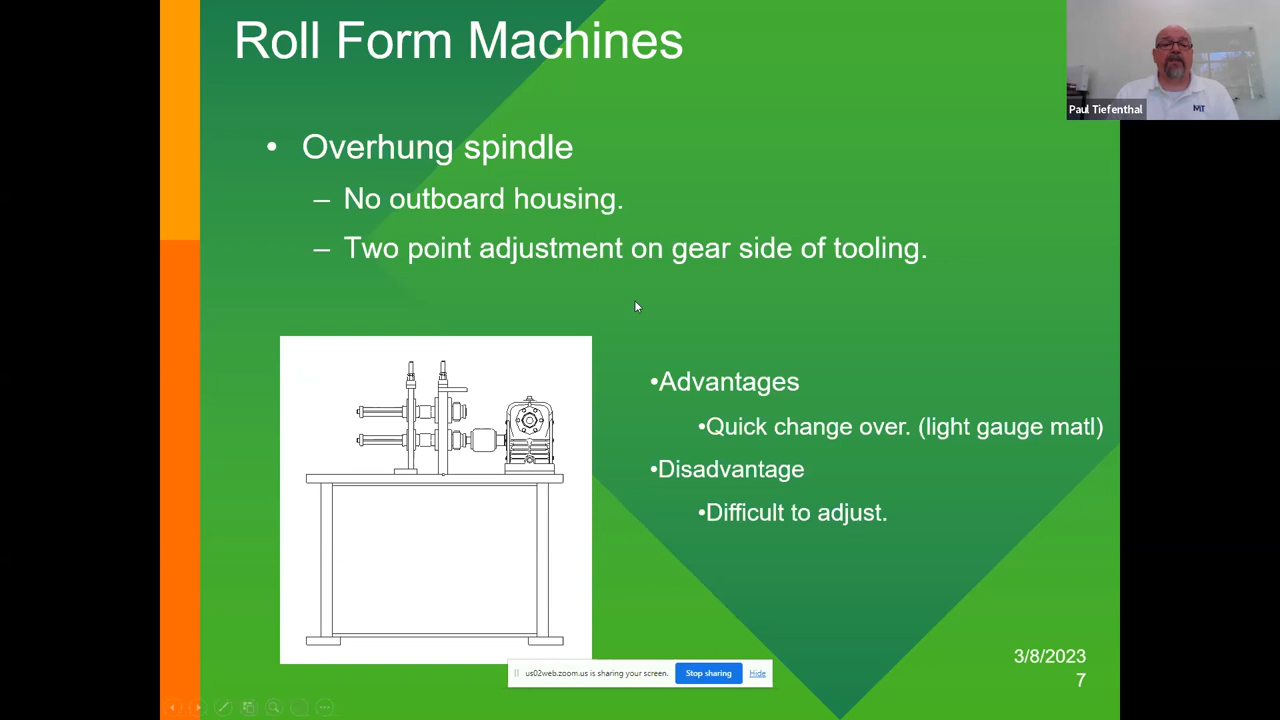 Roll Form Machines
Paul Tiefenthal
MT
• Overhung spindle
– No outboard housing.
– Two point adjustment on gear side of tooling.
•Advantages
•Quick change over. (light gauge matl)
•Disadvantage
•Difficult to adjust.
3/8/2023
7
us02web.zoom.us is sharing your screen. Stop sharing Hide